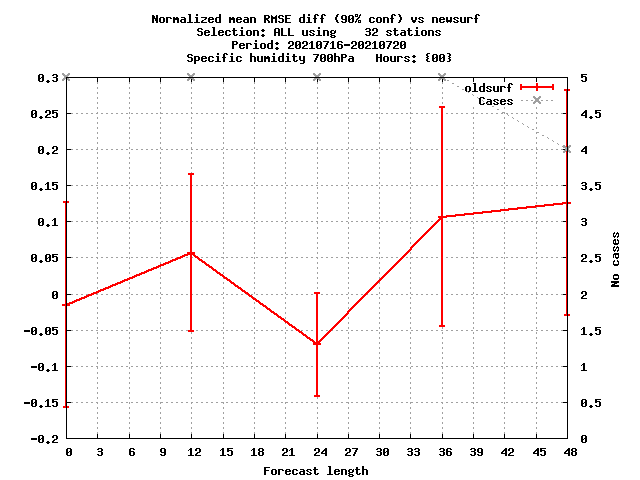 Normalized mean RMSE diff (90% conf) vs newsurf
Selection: ALL using    32 stations
Period: 20210716-20210720
Specific humidity 700hPa   Hours: {00}
oldsurf
Cases
0.3
0.25
0.2
0.15
0.1
0.05
0
-0.05
-0.1
-0.15
-0.2
5
4.5
4
3.5
3
2.5
2
1.5
1
0.5
0
No cases
0 3 6 9 12 15 18 21 24 27 30 33 36 39 42 45 48
Forecast length